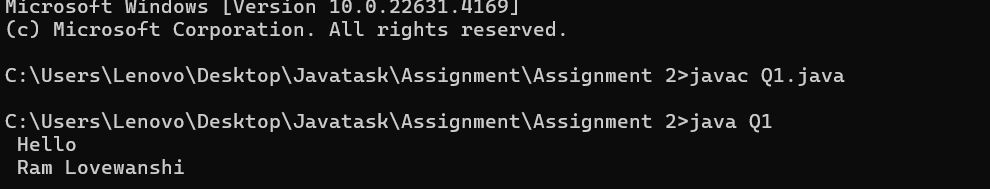 Microsoft Windows [Version 10.0.22631.4169]
(c) Microsoft Corporation. All rights reserved.
C:\Users\Lenovo\Desktop\Javatask\Assignment\Assignment 2>javac Q1.java
C:\Users\Lenovo\Desktop\Javatask\Assignment\Assignment 2>java Q1
Hello
Ram Lovewanshi